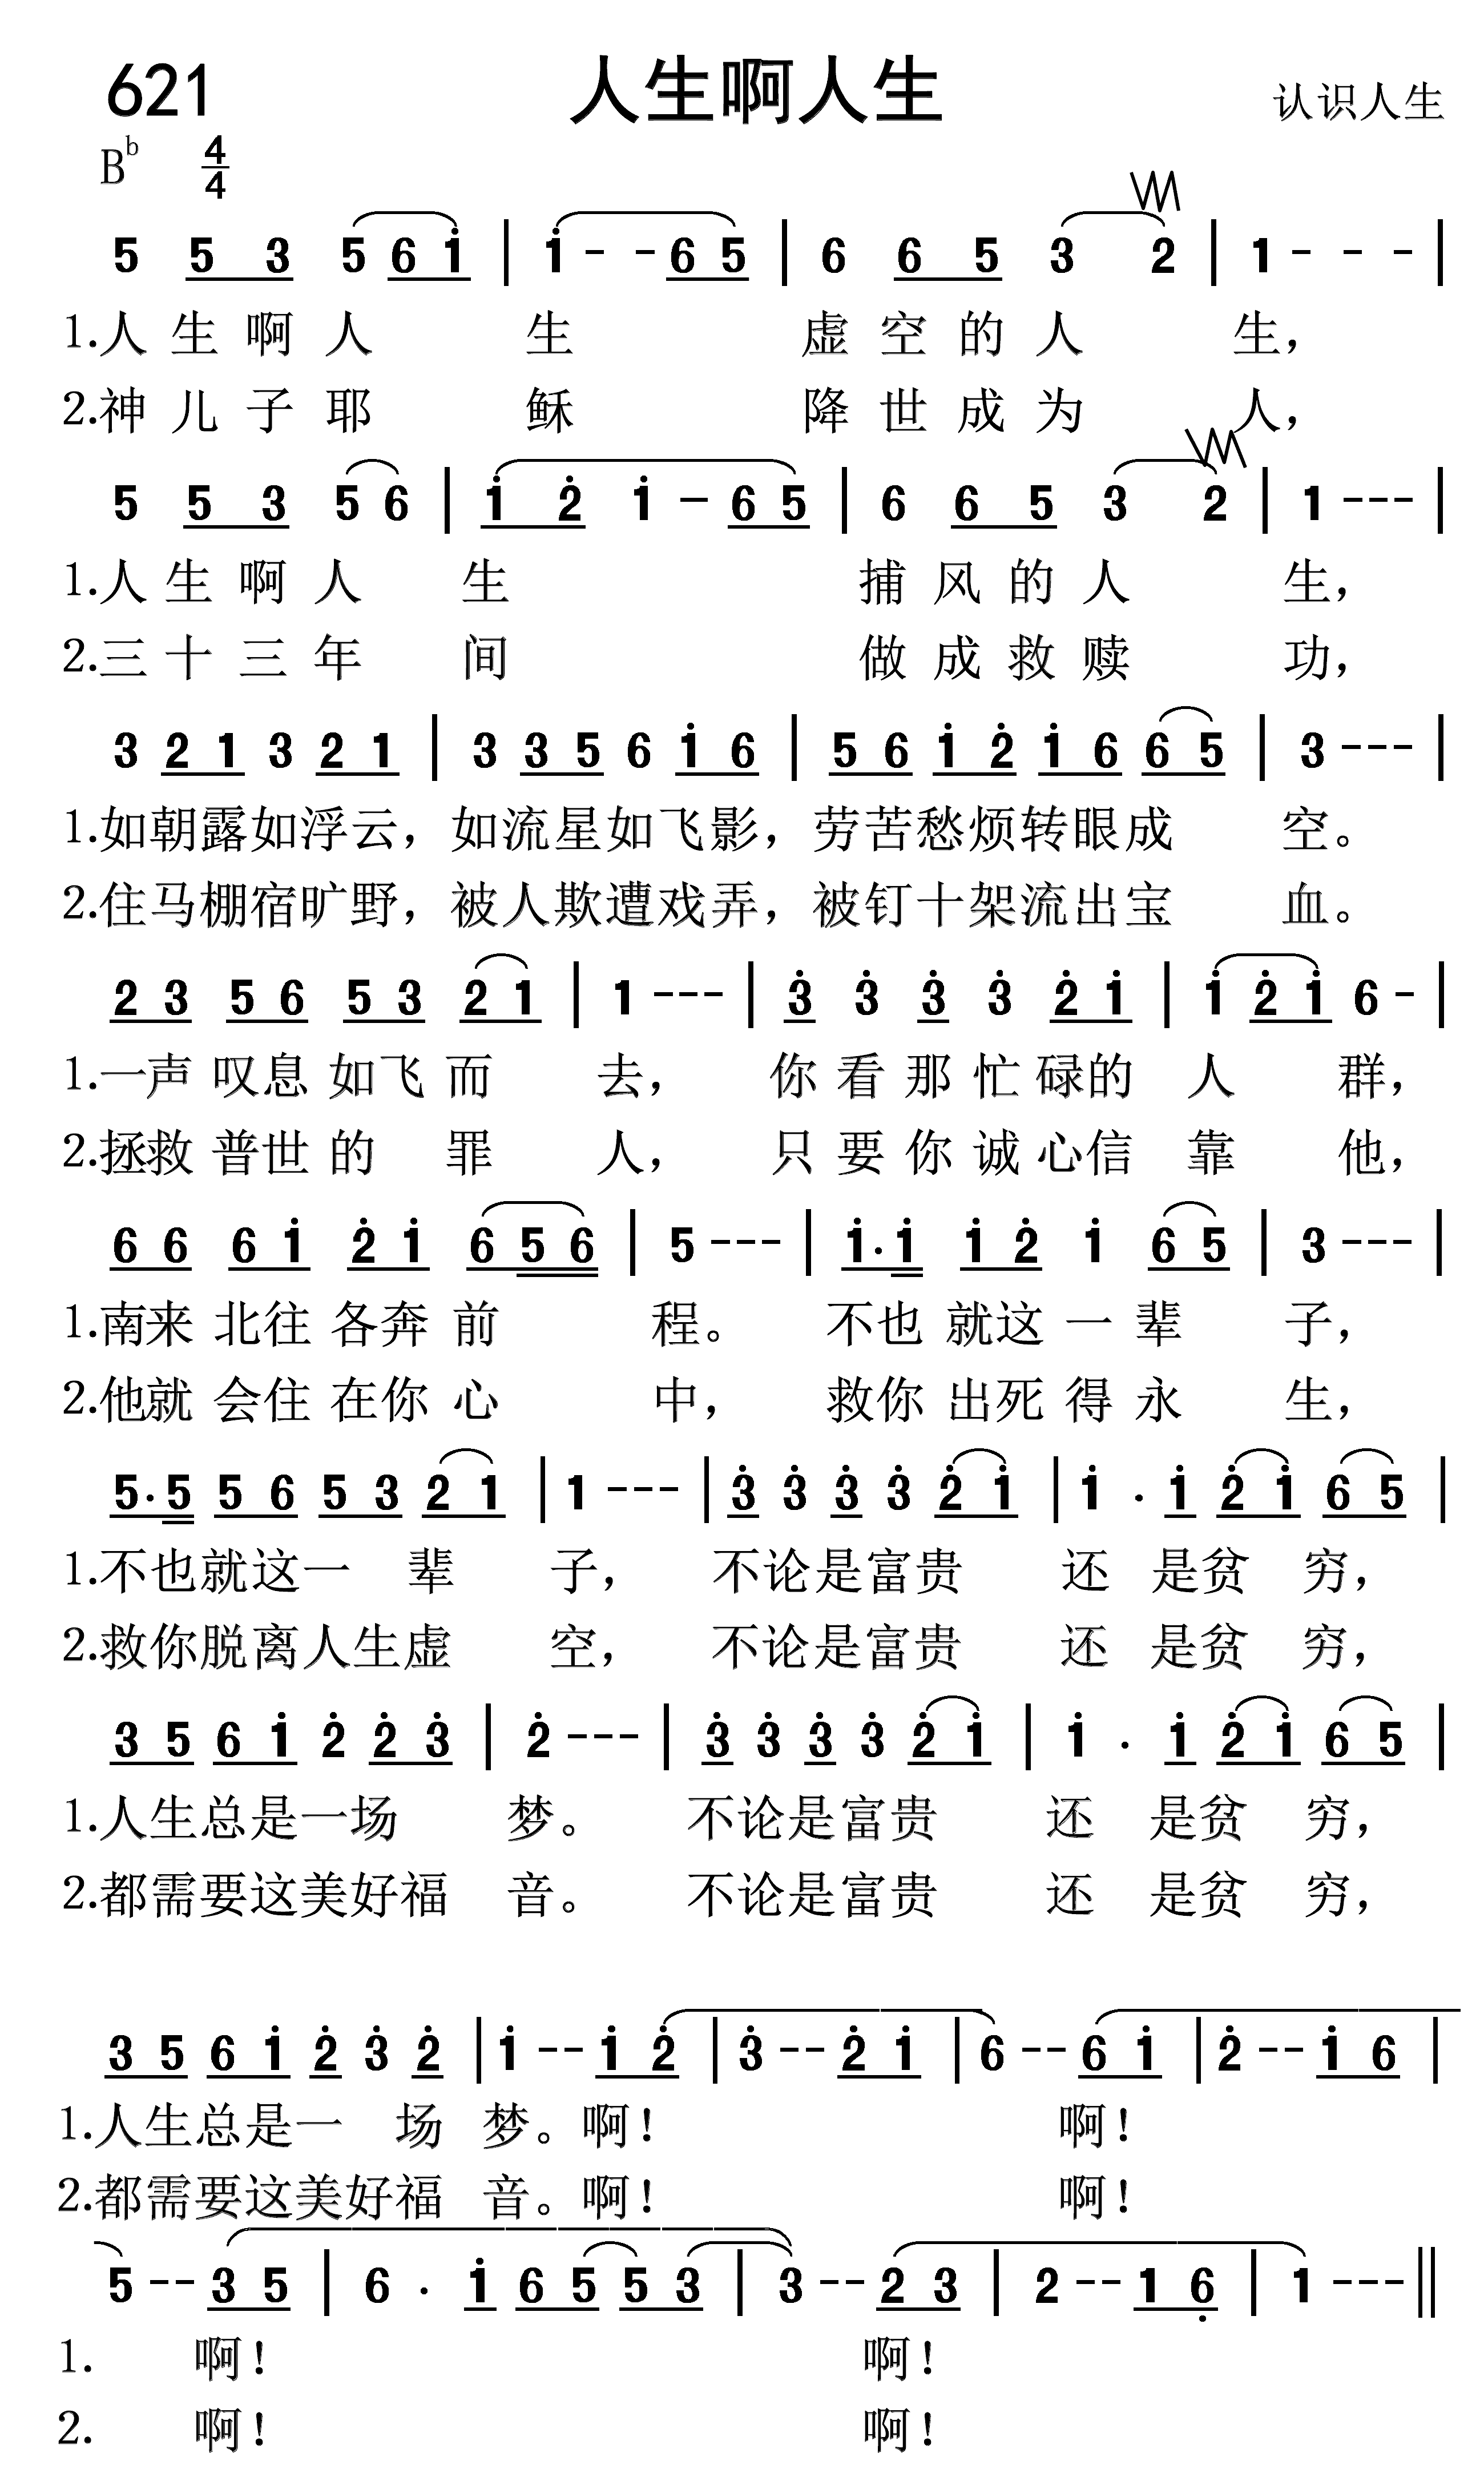 621 人生啊人生 认识人生
Bᵇ 4/4
5 5 3 5 6 i̇ | i̇ - - 6 5 | 6 6 5 3 2 | 1 - - - |
1.人生啊人 生 虚空的人 生，
2.神儿子耶 稣 降世成为 人，
5 5 3 5 6 | 1̇ 2̇ 1̇ - 6 5 | 6 6 5 3 2 | 1 - - - |
1.人生啊人 生 捕风的人 生，
2.三十三年 间 做成救赎 功，
3 2 1 3 2 1 | 3 3 5 6 1̇ 6 | 5 6 1̇ 2̇ 1̇ 6 6 5 | 3 - - - |
1.如朝露如浮云，如流星如飞影，劳苦愁烦转眼成 空。
2.住马棚宿旷野，被人欺遭戏弄，被钉十架流出宝 血。
2 3 5 6 5 3 2 1 | 1 - - - | 3̇ 3̇ 3̇ 3̇ 2̇ 1̇ | 1̇ 2̇ 1̇ 6 - |
1.一声 叹息 如飞 而 去， 你看那忙碌的 人 群，
2.拯救 普世 的 罪 人， 只要你诚心信 靠 他，
6 6 6 1̇ 2̇ 1̇ 6 5 6 | 5 - - - | 1̇ · 1̇ 1̇ 2̇ 1̇ 6 5 | 3 - - - |
1.南来 北往 各奔 前 程。 不也 就这 一 辈 子，
2.他就 会住 在你 心 中， 救你 出死 得 永 生，
5 · 5 5 6 5 3 2 1 | 1 - - - | 3̇ 3̇ 3̇ 3̇ 2̇ 1̇ | 1̇ · 1̇ 2̇ 1̇ 6 5 |
1.不也就这一 辈 子， 不论是富贵 还 是贫 穷，
2.救你脱离人生虚 空， 不论是富贵 还 是贫 穷，
3 5 6 1̇ 2̇ 2̇ 3̇ | 2̇ - - - | 3̇ 3̇ 3̇ 3̇ 2̇ 1̇ | 1̇ · 1̇ 2̇ 1̇ 6 5 |
1.人生总是一场 梦。 不论是富贵 还 是贫 穷，
2.都需要这美好福 音。 不论是富贵 还 是贫 穷，
3 5 6 1̇ 2̇ 3̇ 2̇ | 1̇ - - 1̇ 2̇ | 3̇ - - 2̇ 1̇ | 6 - - 6 1̇ | 2̇ - - 1̇ 6 |
1.人生总是一 场 梦。啊！ 啊！
2.都需要这美好福 音。啊！ 啊！
5 - - 3 5 | 6 · 1̇ 6 5 5 3 | 3 - - 2 3 | 2 - - 1 6̣ | 1 - - - ||
1. 啊！ 啊！
2. 啊！ 啊！